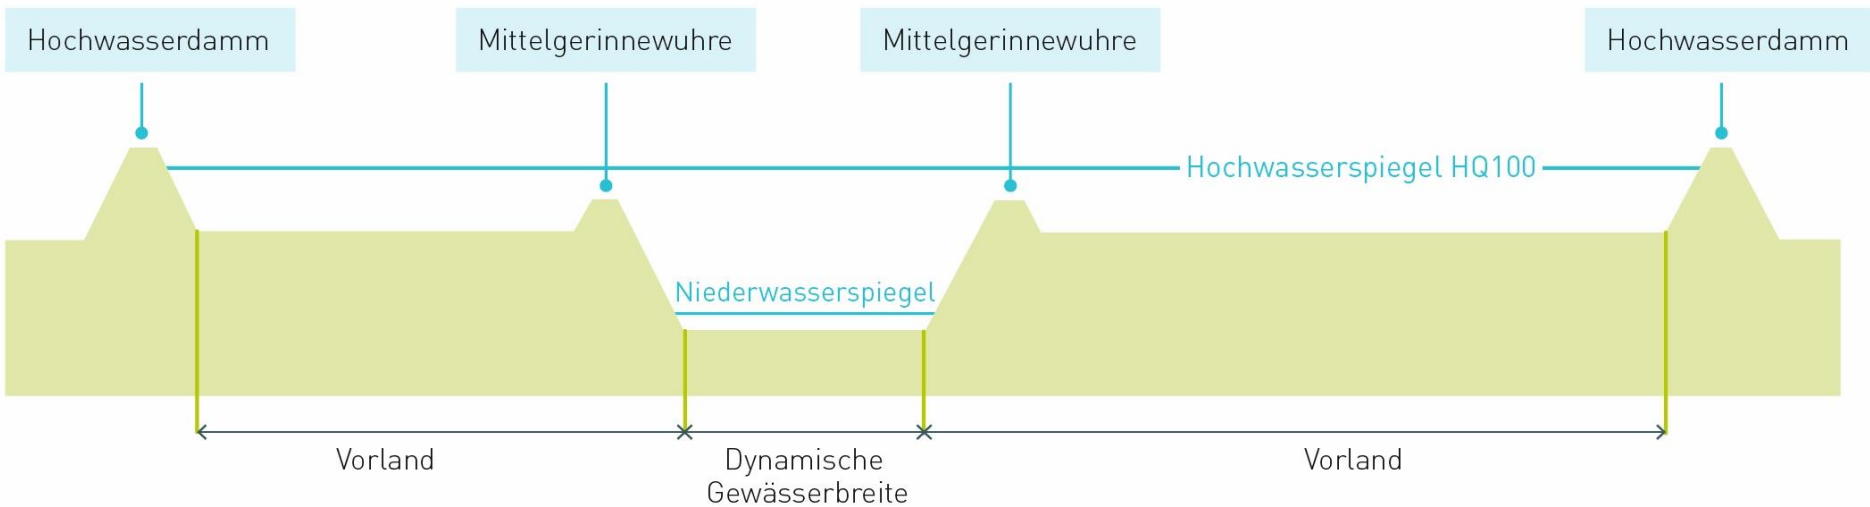 Hochwasserdamm
Mittelgerinnewuhre
Mittelgerinnewuhre
Hochwasserdamm
Hochwasserspiegel HQ100
Niederwasserspiegel
Vorland
Dynamische
Gewässerbreite
Vorland